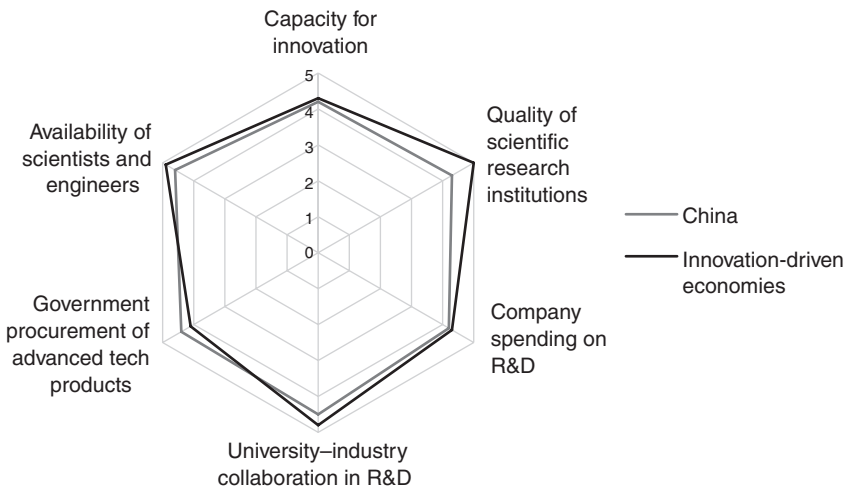 Capacity for
innovation
5
4
3
2
1
0
Quality of
scientific
research
institutions
Company
spending on
R&D
University–industry
collaboration in R&D
Government
procurement of
advanced tech
products
Availability of
scientists and
engineers
China
Innovation-driven
economies